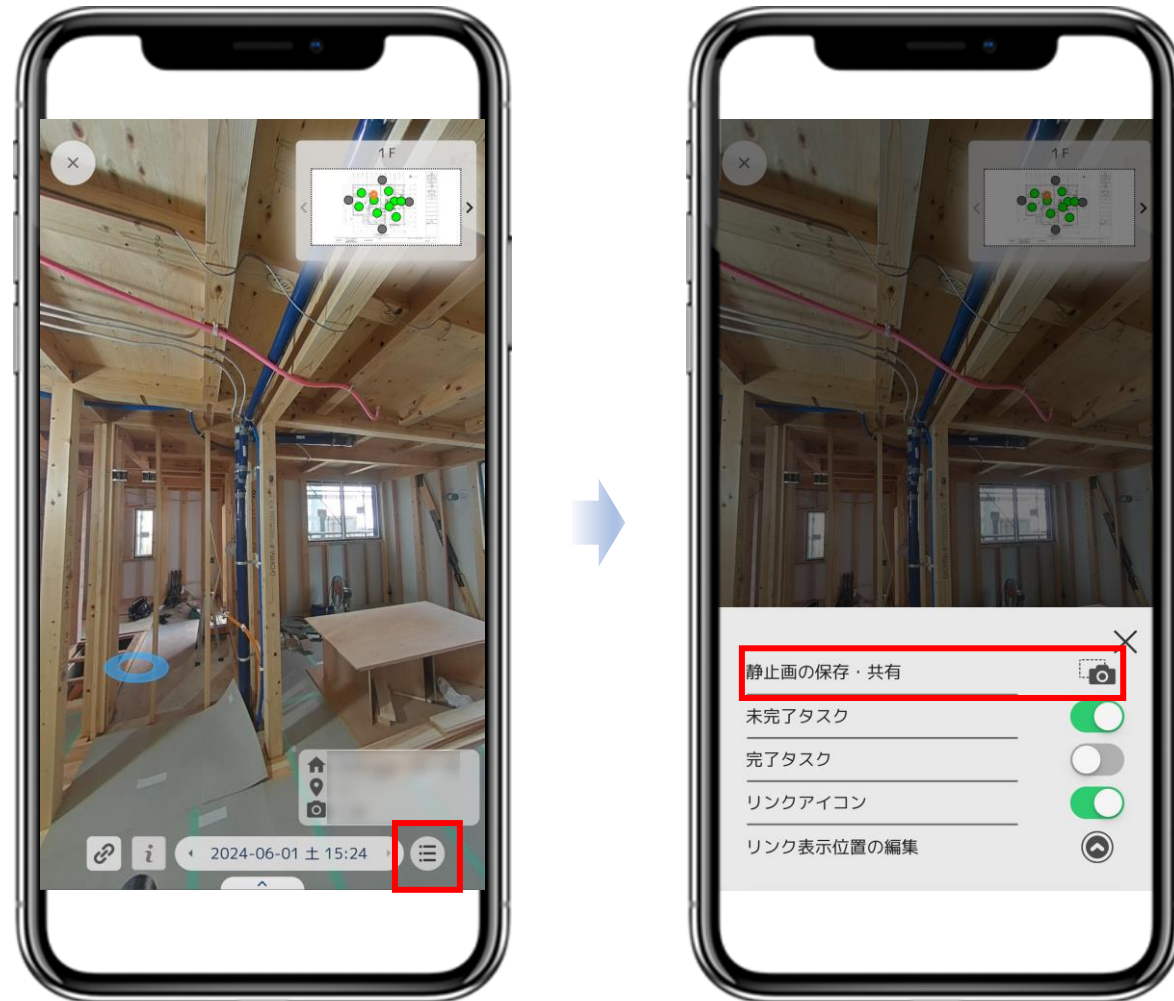 1F
2024-06-01 土 15:24
1F
静止画の保存・共有
未完了タスク
完了タスク
リンクアイコン
リンク表示位置の編集